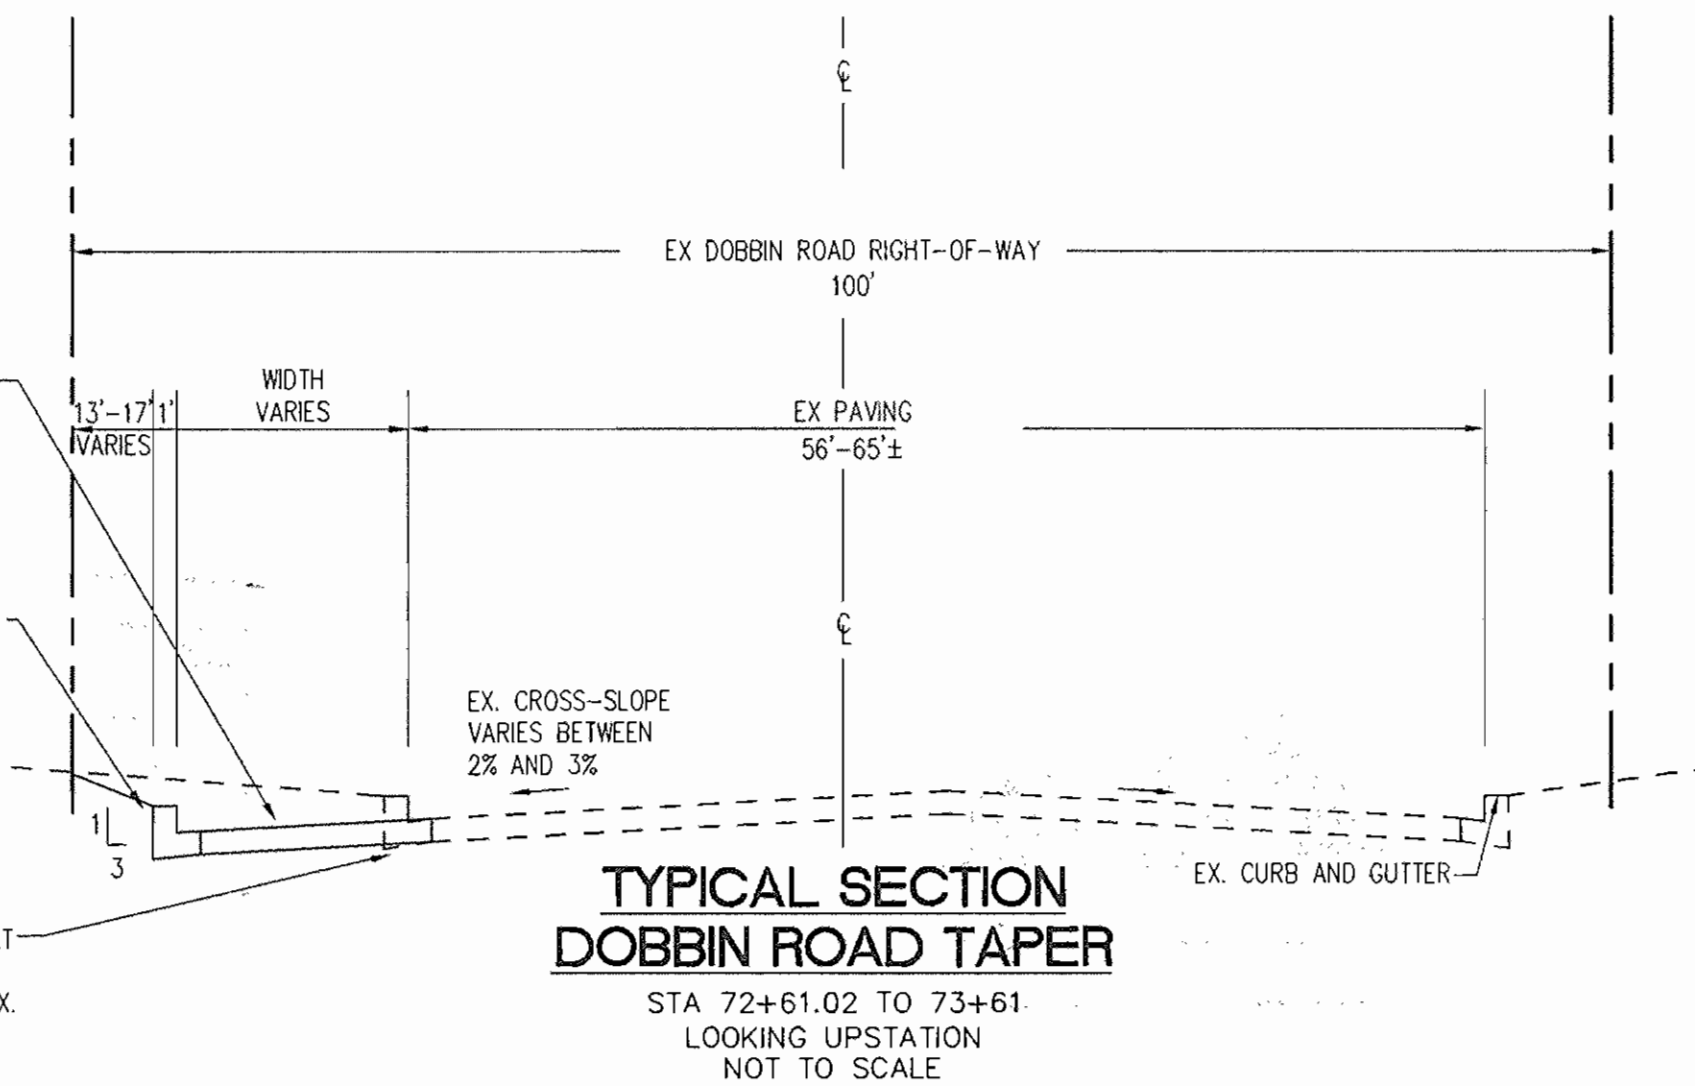 ℄
EX DOBBIN ROAD RIGHT-OF-WAY
100'
13'-17'
VARIES
1'
WIDTH
VARIES
EX PAVING
56'-65'±
℄
EX. CROSS-SLOPE
VARIES BETWEEN
2% AND 3%
1
3
EX. CURB AND GUTTER
T
X.
TYPICAL SECTION
DOBBIN ROAD TAPER
STA 72+61.02 TO 73+61
LOOKING UPSTATION
NOT TO SCALE